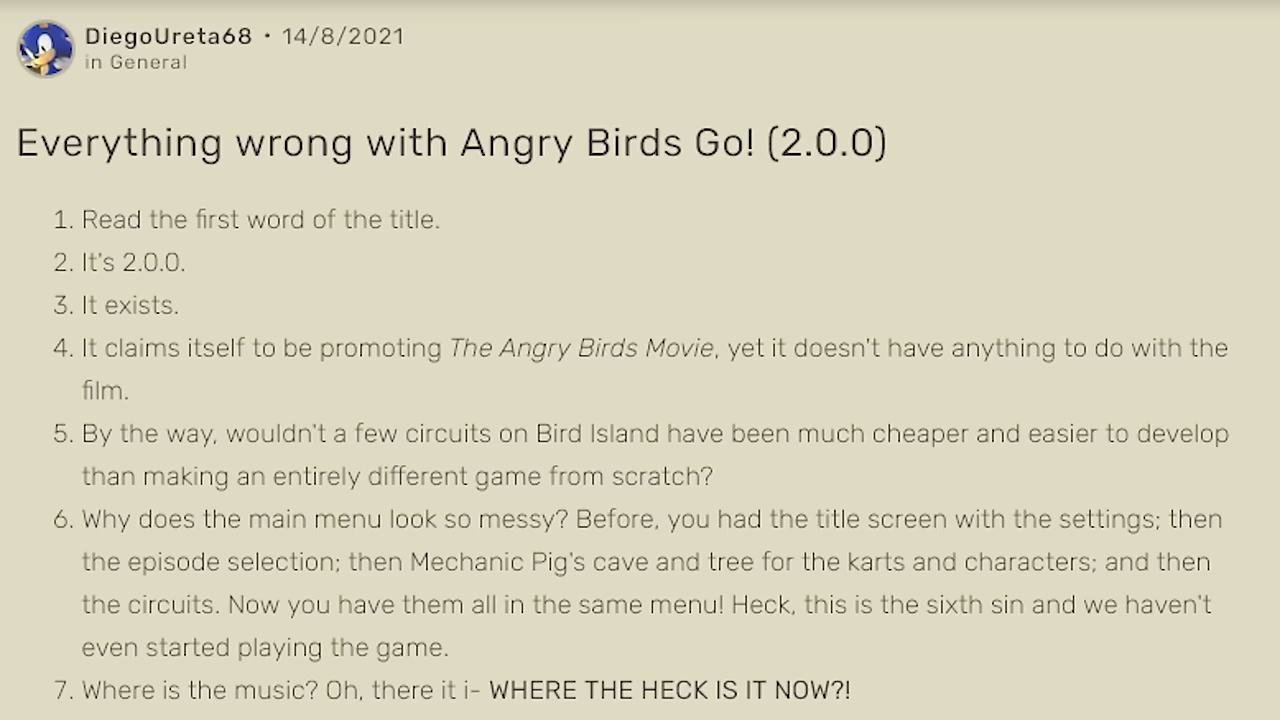 DiegoUreta68 • 14/8/2021
in General
Everything wrong with Angry Birds Go! (2.0.0)
1. Read the first word of the title.
2. It's 2.0.0.
3. It exists.
4. It claims itself to be promoting The Angry Birds Movie, yet it doesn't have anything to do with the
film.
5. By the way, wouldn't a few circuits on Bird Island have been much cheaper and easier to develop
than making an entirely different game from scratch?
6. Why does the main menu look so messy? Before, you had the title screen with the settings; then
the episode selection; then Mechanic Pig's cave and tree for the karts and characters; and then
the circuits. Now you have them all in the same menu! Heck, this is the sixth sin and we haven't
even started playing the game.
7. Where is the music? Oh, there it i- WHERE THE HECK IS IT NOW?!